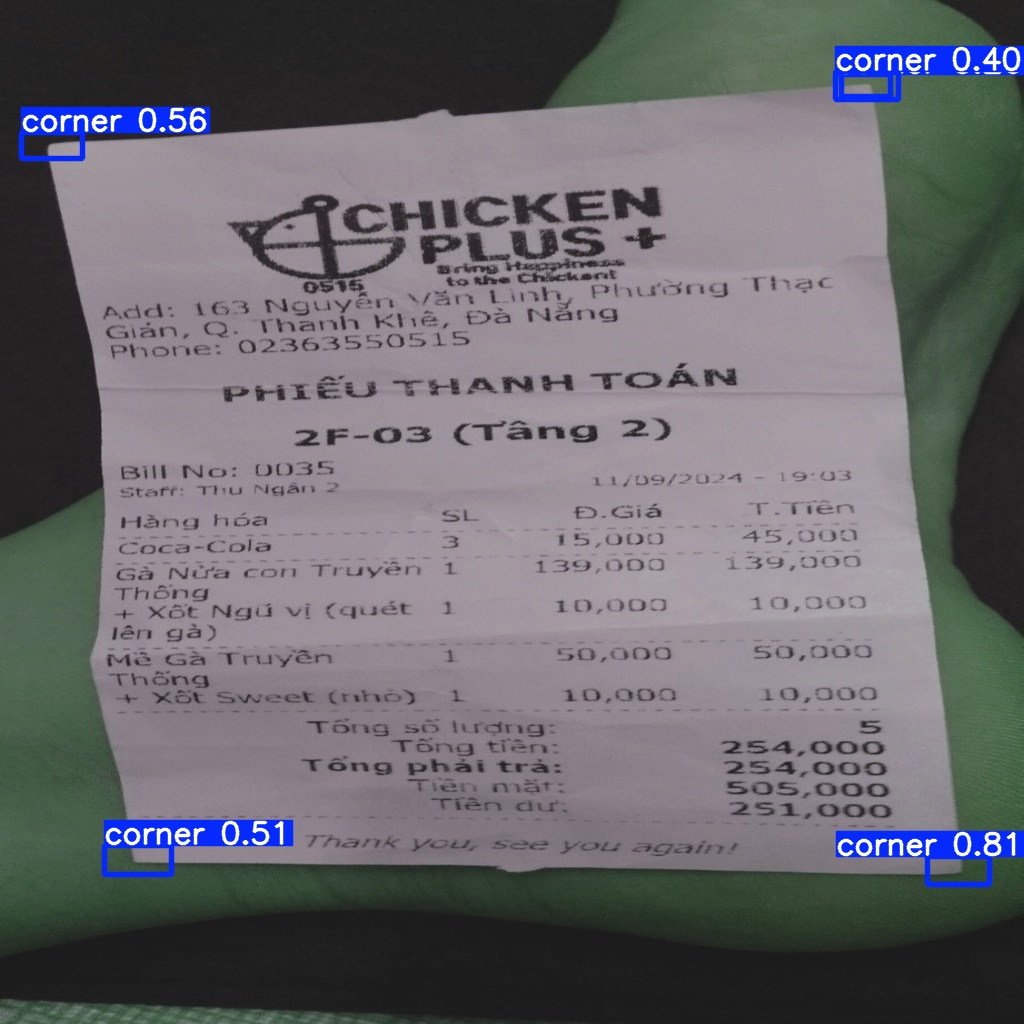 corner 0.40
corner 0.56
CHICKEN
PLUS +
Bring Happiness
to the Chicken!
0515
Add: 163 Nguyễn Văn Linh, Phường Thạc
Gián, Q. Thanh Khê, Đà Nẵng
Phone: 02363550515
PHIẾU THANH TOÁN
2F-03 (Tầng 2)
Bill No: 0035
Staff: Thu Ngân 2 11/09/2024 - 19:03
Hàng hóa SL Đ.Giá T.Tiền
Coca-Cola 3 15,000 45,000
Gà Nửa con Truyền 1 139,000 139,000
Thống
+ Xốt Ngũ vị (quét 1 10,000 10,000
lên gà)
Mề Gà Truyền 1 50,000 50,000
Thống
+ Xốt Sweet (nhỏ) 1 10,000 10,000
Tổng số lượng: 5
Tổng tiền: 254,000
Tổng phải trả: 254,000
Tiền mặt: 505,000
Tiền dư: 251,000
corner 0.51
Thank you, see you again!
corner 0.81